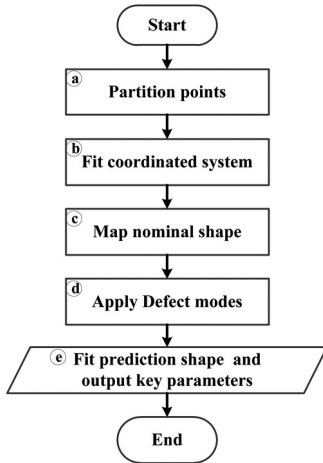 Start
a
Partition points
b
Fit coordinated system
c
Map nominal shape
d
Apply Defect modes
e Fit prediction shape and
output key parameters
End